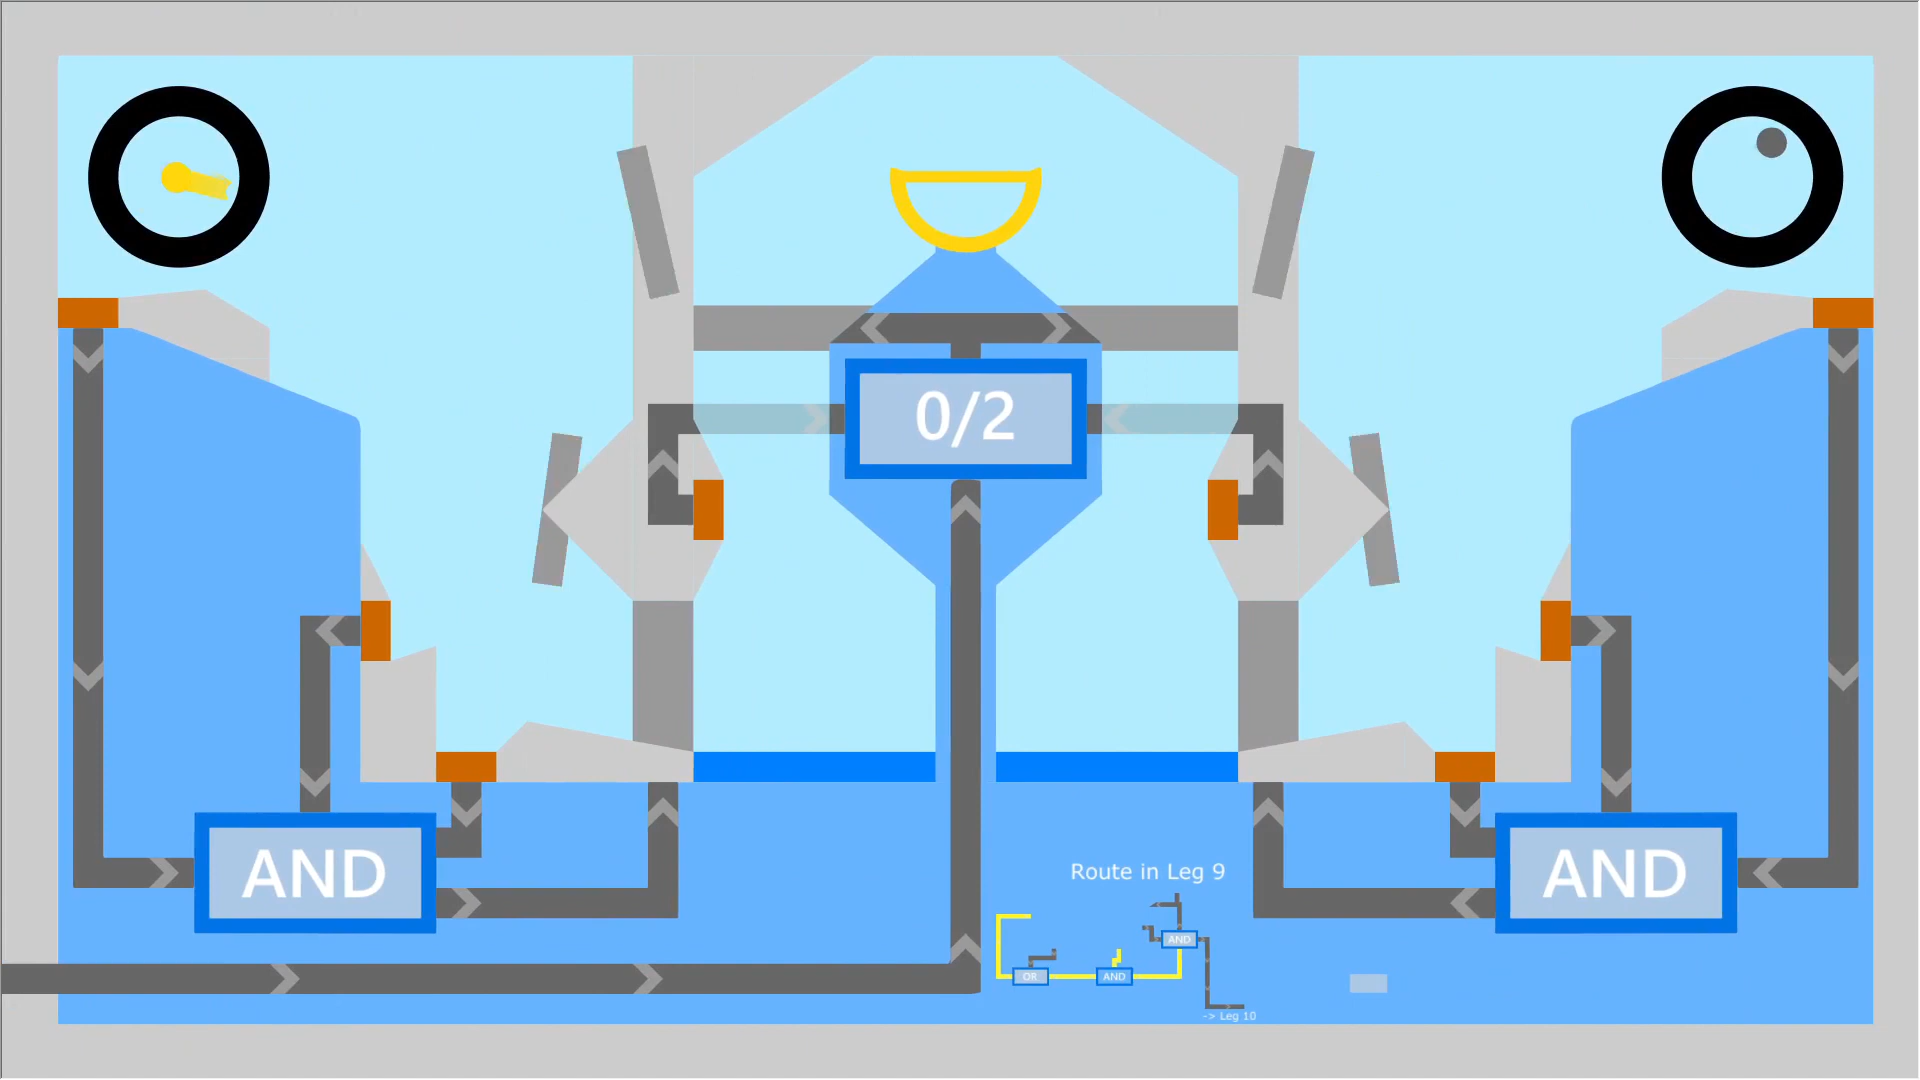 0/2
AND
AND
Route in Leg 9
AND
OR
AND
-> Leg 10